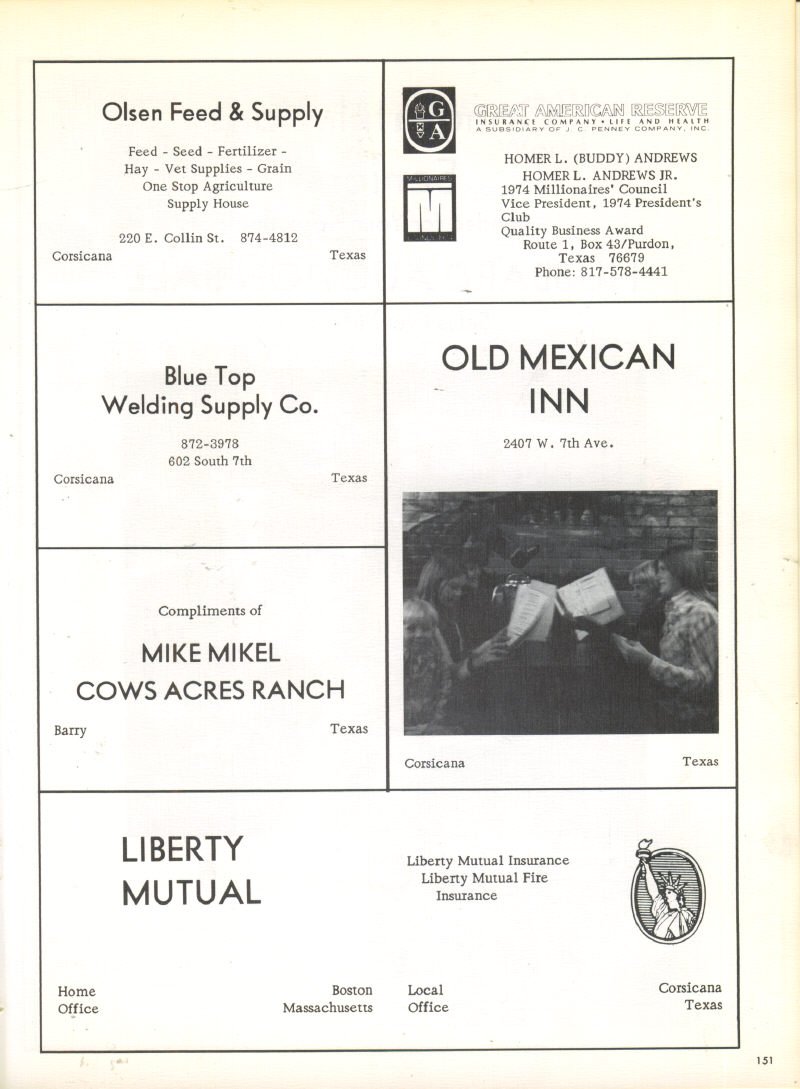 Olsen Feed & Supply
Feed - Seed - Fertilizer -
Hay - Vet Supplies - Grain
One Stop Agriculture
Supply House
220 E. Collin St. 874-4812
Corsicana Texas
G
A
GREAT AMERICAN RESERVE
INSURANCE COMPANY • LIFE AND HEALTH
A SUBSIDIARY OF J. C. PENNEY COMPANY, INC.
MILLIONAIRES
M
HOMER L. (BUDDY) ANDREWS
HOMER L. ANDREWS JR.
1974 Millionaires' Council
Vice President, 1974 President's
Club
Quality Business Award
Route 1, Box 43/Purdon,
Texas 76679
Phone: 817-578-4441
Blue Top
Welding Supply Co.
872-3978
602 South 7th
Corsicana Texas
OLD MEXICAN
INN
2407 W. 7th Ave.
Corsicana Texas
Compliments of
MIKE MIKEL
COWS ACRES RANCH
Barry Texas
LIBERTY
MUTUAL
Liberty Mutual Insurance
Liberty Mutual Fire
Insurance
Home Boston
Office Massachusetts
Local Corsicana
Office Texas
151